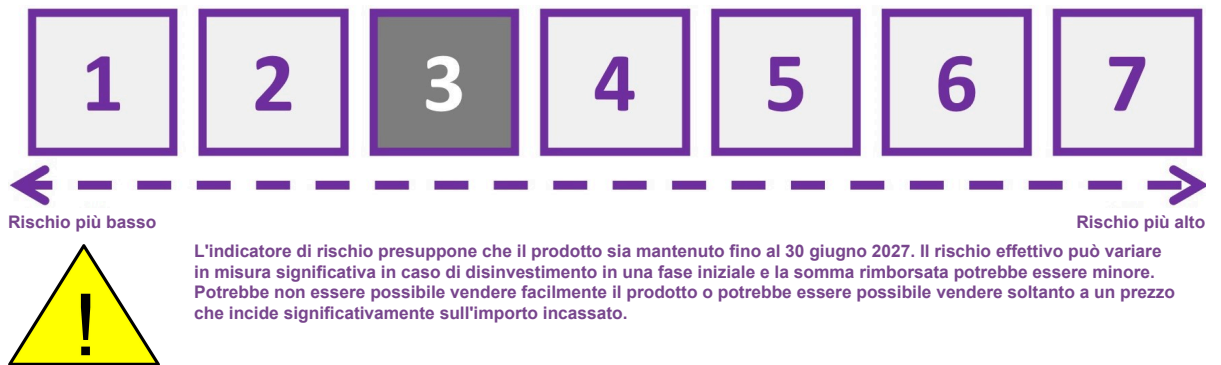 1 2 3 4 5 6 7
Rischio più basso Rischio più alto
L'indicatore di rischio presuppone che il prodotto sia mantenuto fino al 30 giugno 2027. Il rischio effettivo può variare
in misura significativa in caso di disinvestimento in una fase iniziale e la somma rimborsata potrebbe essere minore.
Potrebbe non essere possibile vendere facilmente il prodotto o potrebbe essere possibile vendere soltanto a un prezzo
che incide significativamente sull'importo incassato.
!